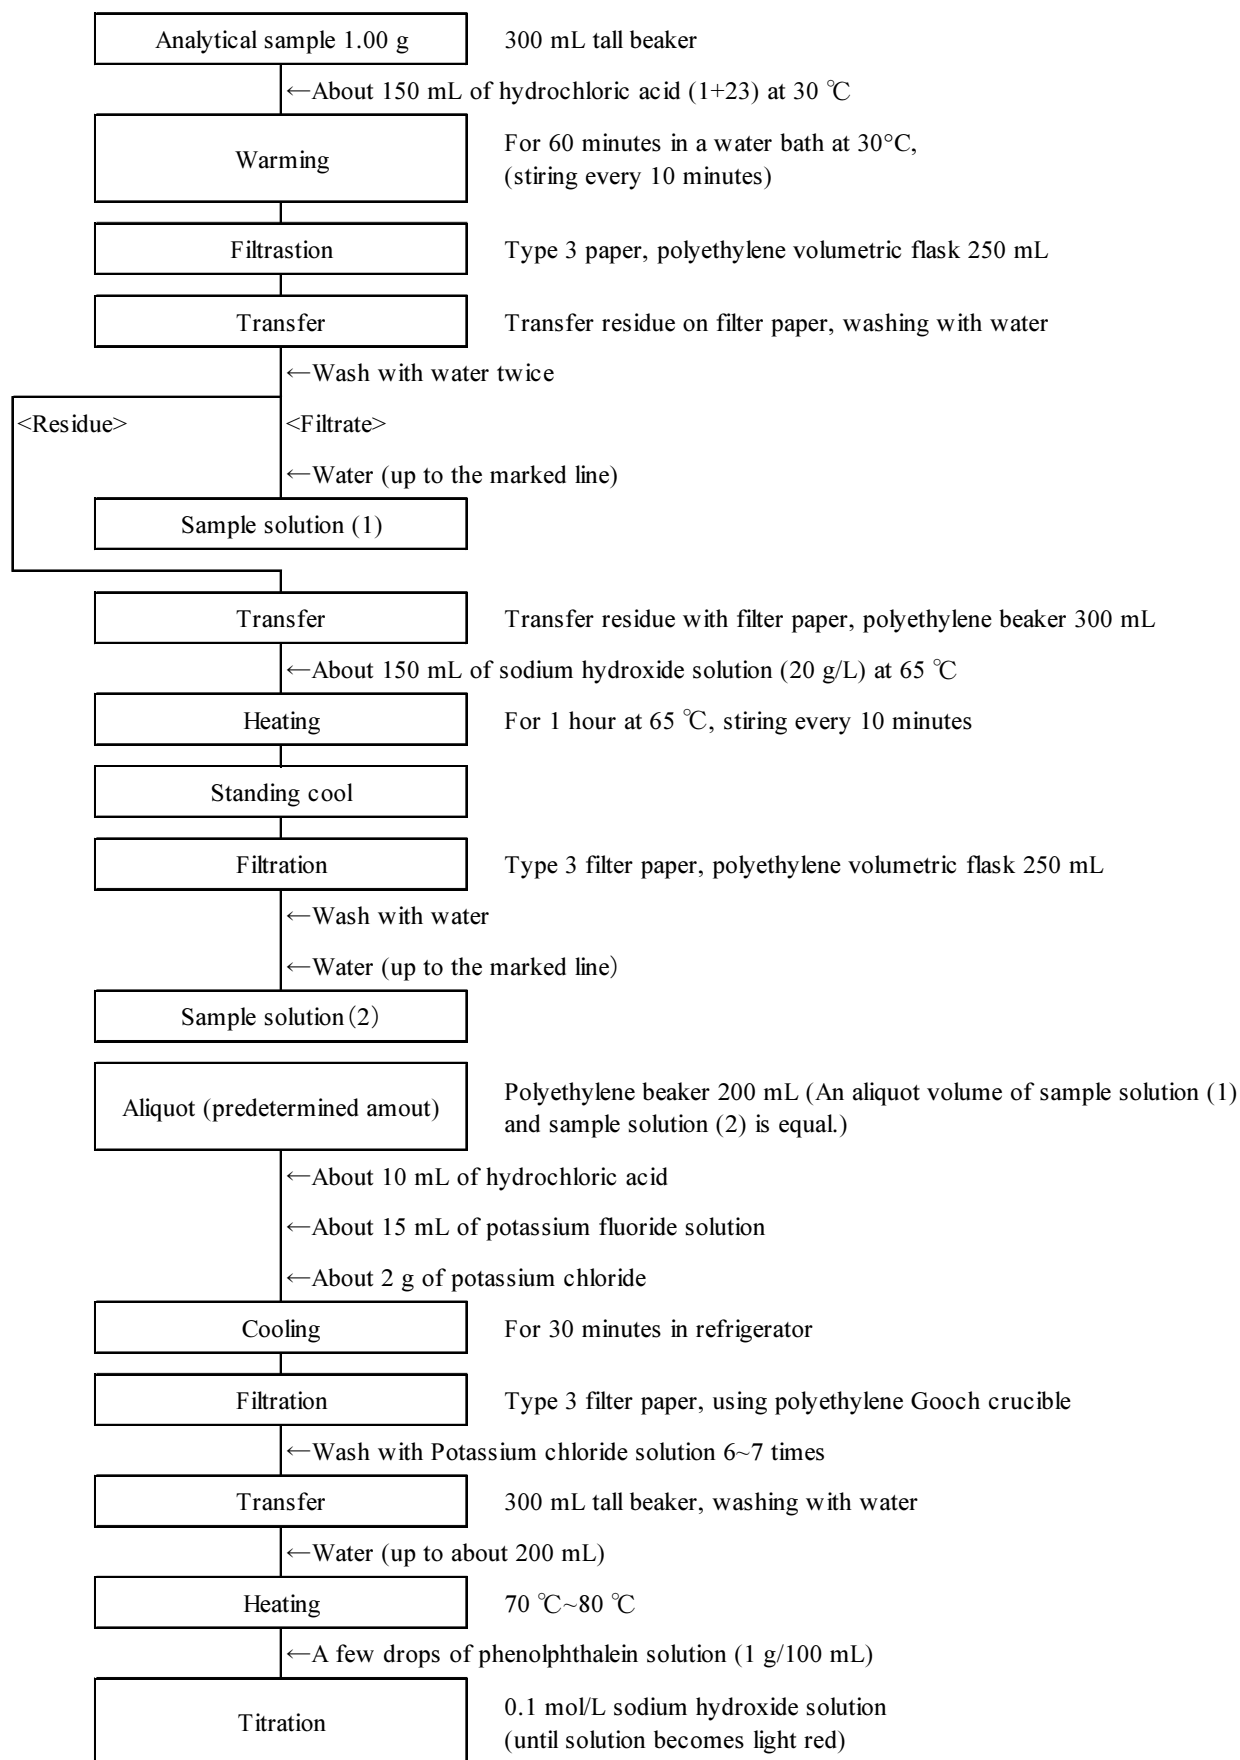 Analytical sample 1.00 g
300 mL tall beaker
←About 150 mL of hydrochloric acid (1+23) at 30 ℃
Warming
For 60 minutes in a water bath at 30°C,
(stiring every 10 minutes)
Filtrastion
Type 3 paper, polyethylene volumetric flask 250 mL
Transfer
Transfer residue on filter paper, washing with water
←Wash with water twice
<Residue>
<Filtrate>
←Water (up to the marked line)
Sample solution (1)
Transfer
Transfer residue with filter paper, polyethylene beaker 300 mL
←About 150 mL of sodium hydroxide solution (20 g/L) at 65 ℃
Heating
For 1 hour at 65 ℃, stiring every 10 minutes
Standing cool
Filtration
Type 3 filter paper, polyethylene volumetric flask 250 mL
←Wash with water
←Water (up to the marked line)
Sample solution (2)
Aliquot (predetermined amout)
Polyethylene beaker 200 mL (An aliquot volume of sample solution (1)
and sample solution (2) is equal.)
←About 10 mL of hydrochloric acid
←About 15 mL of potassium fluoride solution
←About 2 g of potassium chloride
Cooling
For 30 minutes in refrigerator
Filtration
Type 3 filter paper, using polyethylene Gooch crucible
←Wash with Potassium chloride solution 6~7 times
Transfer
300 mL tall beaker, washing with water
←Water (up to about 200 mL)
Heating
70 ℃~80 ℃
←A few drops of phenolphthalein solution (1 g/100 mL)
Titration
0.1 mol/L sodium hydroxide solution
(until solution becomes light red)